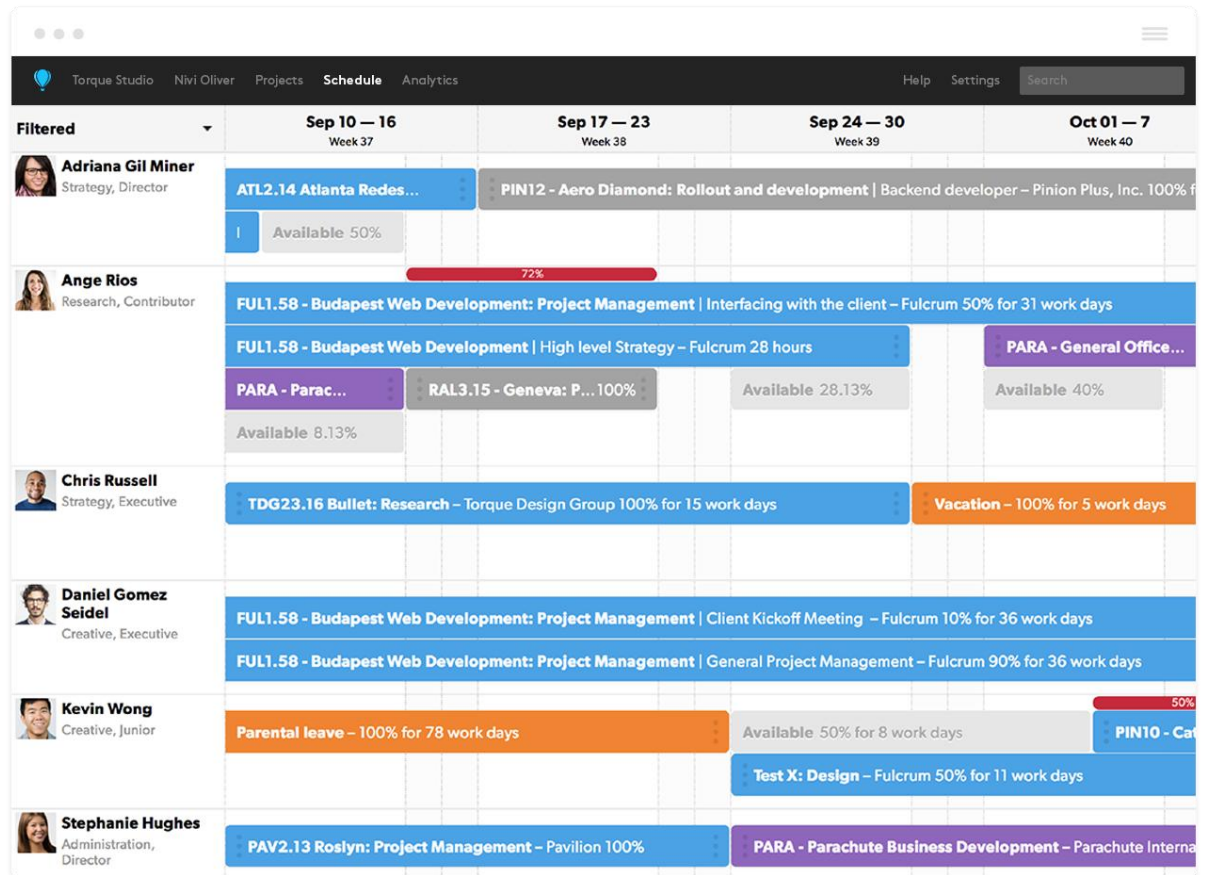 Torque Studio Nivi Oliver Projects Schedule Analytics Help Settings Search
Filtered Sep 10 — 16 Sep 17 — 23 Sep 24 — 30 Oct 01 — 7
Week 37 Week 38 Week 39 Week 40
Adriana Gil Miner
Strategy, Director
ATL2.14 Atlanta Redes... PIN12 - Aero Diamond: Rollout and development | Backend developer – Pinion Plus, Inc. 100% f
Available 50%
Ange Rios
Research, Contributor
72%
FUL1.58 - Budapest Web Development: Project Management | Interfacing with the client – Fulcrum 50% for 31 work days
FUL1.58 - Budapest Web Development | High level Strategy – Fulcrum 28 hours PARA - General Office...
PARA - Parac... RAL3.15 - Geneva: P... 100% Available 28.13% Available 40%
Available 8.13%
Chris Russell
Strategy, Executive
TDG23.16 Bullet: Research – Torque Design Group 100% for 15 work days Vacation – 100% for 5 work days
Daniel Gomez
Seidel
Creative, Executive
FUL1.58 - Budapest Web Development: Project Management | Client Kickoff Meeting – Fulcrum 10% for 36 work days
FUL1.58 - Budapest Web Development: Project Management | General Project Management – Fulcrum 90% for 36 work days
Kevin Wong
Creative, Junior
50%
Parental leave – 100% for 78 work days Available 50% for 8 work days PIN10 - Cat
Test X: Design – Fulcrum 50% for 11 work days
Stephanie Hughes
Administration,
Director
PAV2.13 Roslyn: Project Management – Pavilion 100% PARA - Parachute Business Development – Parachute Interna